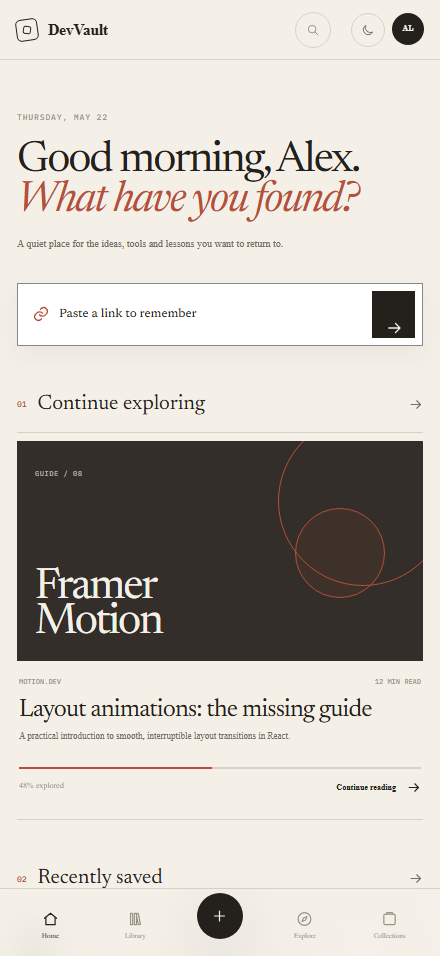 DevVault
AL
THURSDAY, MAY 22
Good morning, Alex.
What have you found?
A quiet place for the ideas, tools and lessons you want to return to.
Paste a link to remember
01 Continue exploring
GUIDE / 08
Framer
Motion
MOTION.DEV 12 MIN READ
Layout animations: the missing guide
A practical introduction to smooth, interruptible layout transitions in React.
48% explored Continue reading
02 Recently saved
Home Library Explore Collections